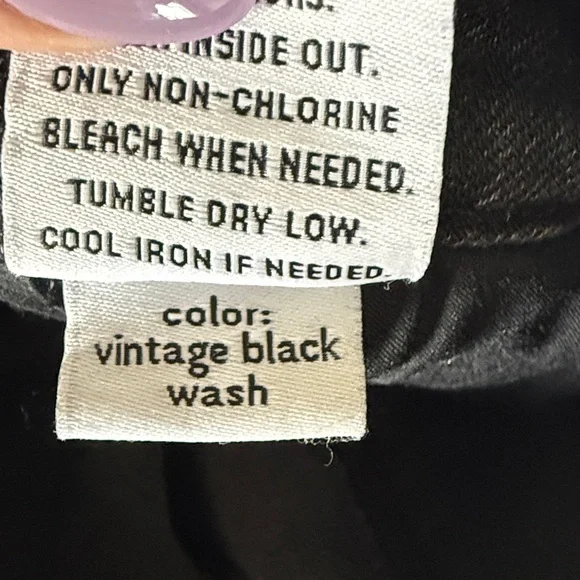 INSIDE OUT.
ONLY NON-CHLORINE
BLEACH WHEN NEEDED.
TUMBLE DRY LOW.
COOL IRON IF NEEDED.
color:
vintage black
wash